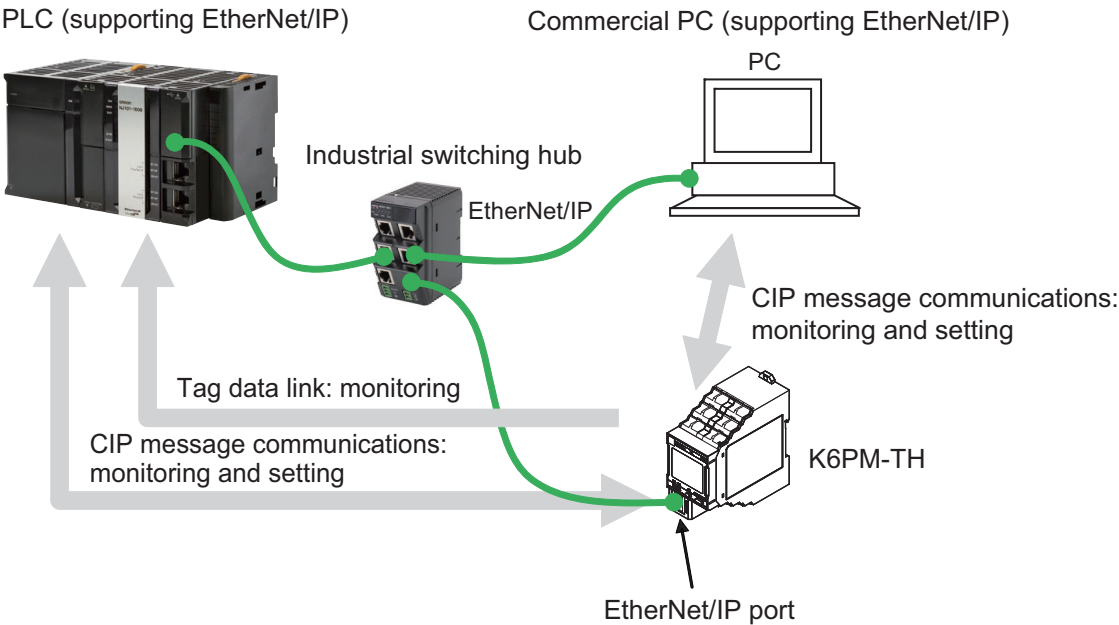 PLC (supporting EtherNet/IP)
Commercial PC (supporting EtherNet/IP)
PC
Industrial switching hub
EtherNet/IP
CIP message communications:
monitoring and setting
Tag data link: monitoring
CIP message communications:
monitoring and setting
K6PM-TH
EtherNet/IP port